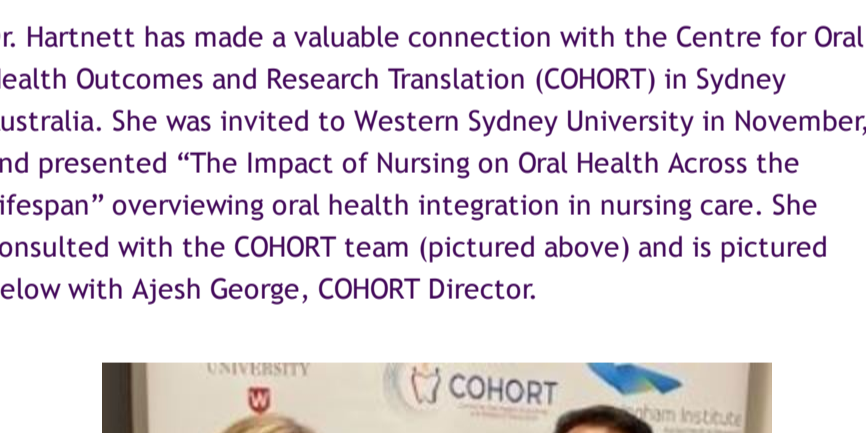 r. Hartnett has made a valuable connection with the Centre for Oral
ealth Outcomes and Research Translation (COHORT) in Sydney
ustralia. She was invited to Western Sydney University in November,
nd presented “The Impact of Nursing on Oral Health Across the
ifespan” overviewing oral health integration in nursing care. She
onsulted with the COHORT team (pictured above) and is pictured
elow with Ajesh George, COHORT Director.
UNIVERSITY
W
COHORT
ham Institute